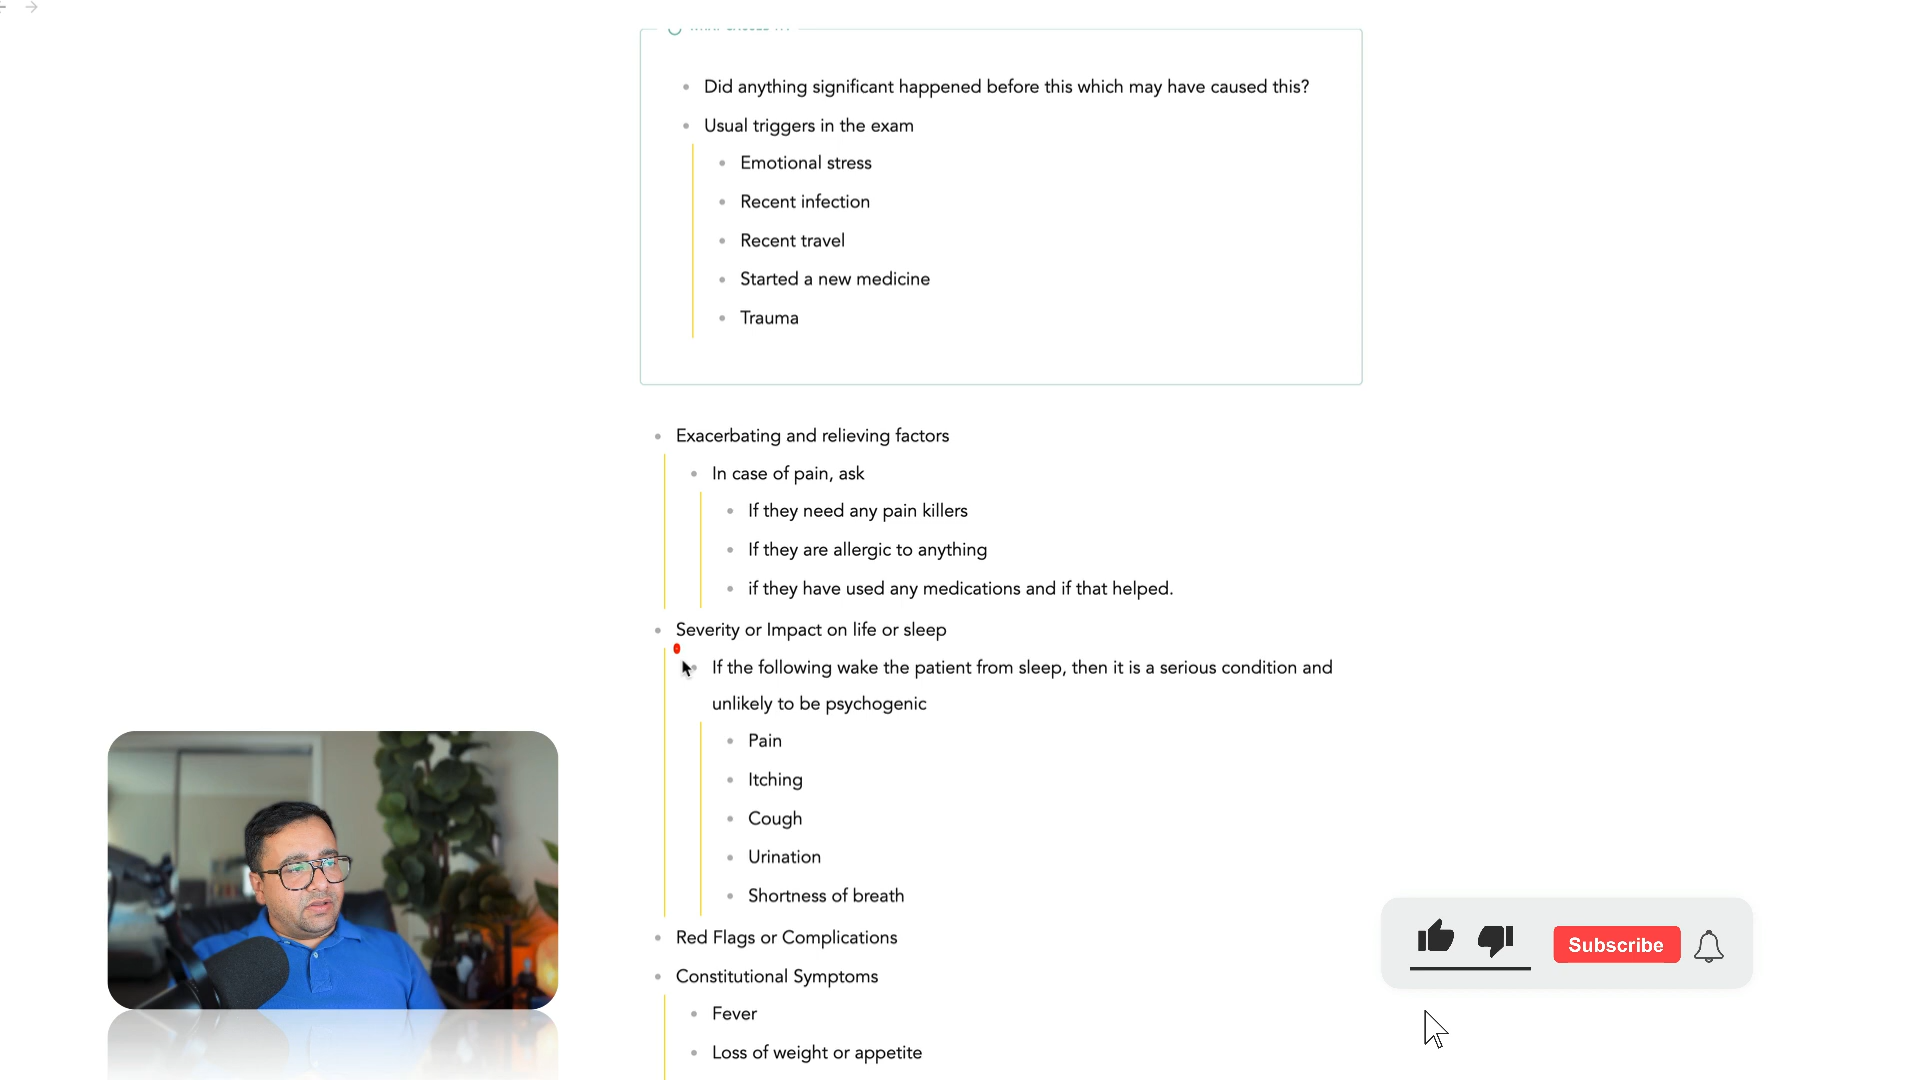 Did anything significant happened before this which may have caused this?
Usual triggers in the exam
Emotional stress
Recent infection
Recent travel
Started a new medicine
Trauma
Exacerbating and relieving factors
In case of pain, ask
If they need any pain killers
If they are allergic to anything
if they have used any medications and if that helped.
Severity or Impact on life or sleep
If the following wake the patient from sleep, then it is a serious condition and
unlikely to be psychogenic
Pain
Itching
Cough
Urination
Shortness of breath
Red Flags or Complications
Constitutional Symptoms
Fever
Loss of weight or appetite
Subscribe